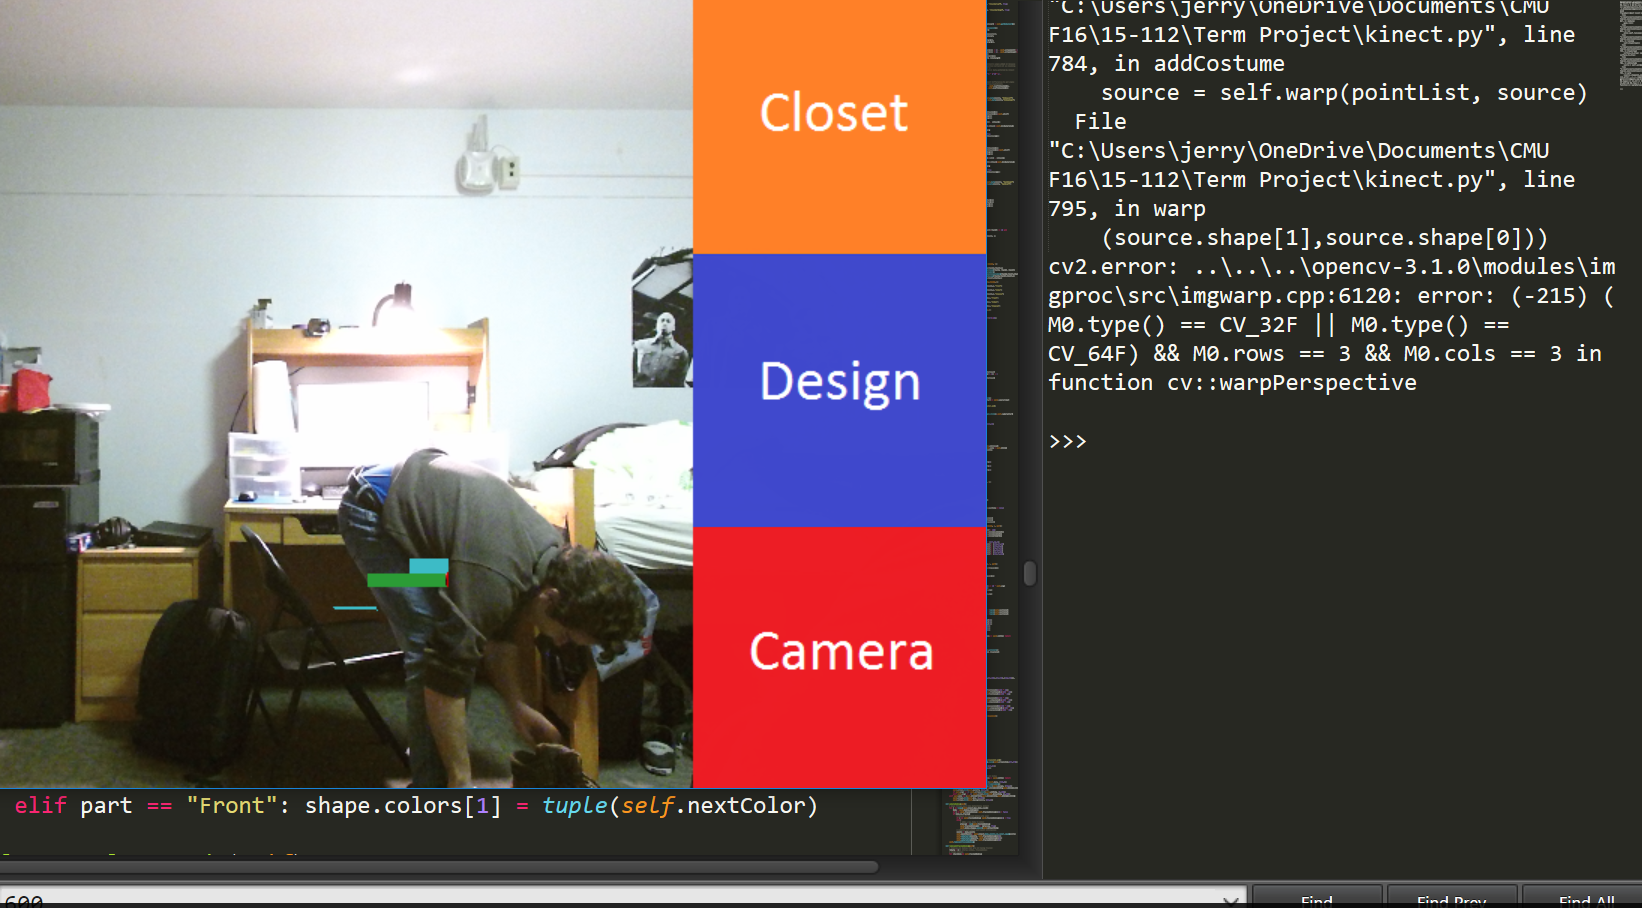 Closet
Design
Camera
"C:\Users\jerry\OneDrive\Documents\CMU
F16\15-112\Term Project\kinect.py", line
784, in addCostume
    source = self.warp(pointList, source)
  File
"C:\Users\jerry\OneDrive\Documents\CMU
F16\15-112\Term Project\kinect.py", line
795, in warp
    (source.shape[1],source.shape[0]))
cv2.error: ..\..\..\opencv-3.1.0\modules\im
gproc\src\imgwarp.cpp:6120: error: (-215) (
M0.type() == CV_32F || M0.type() ==
CV_64F) && M0.rows == 3 && M0.cols == 3 in
function cv::warpPerspective
>>>
elif part == "Front": shape.colors[1] = tuple(self.nextColor)
600
Find
Find Prev
Find All